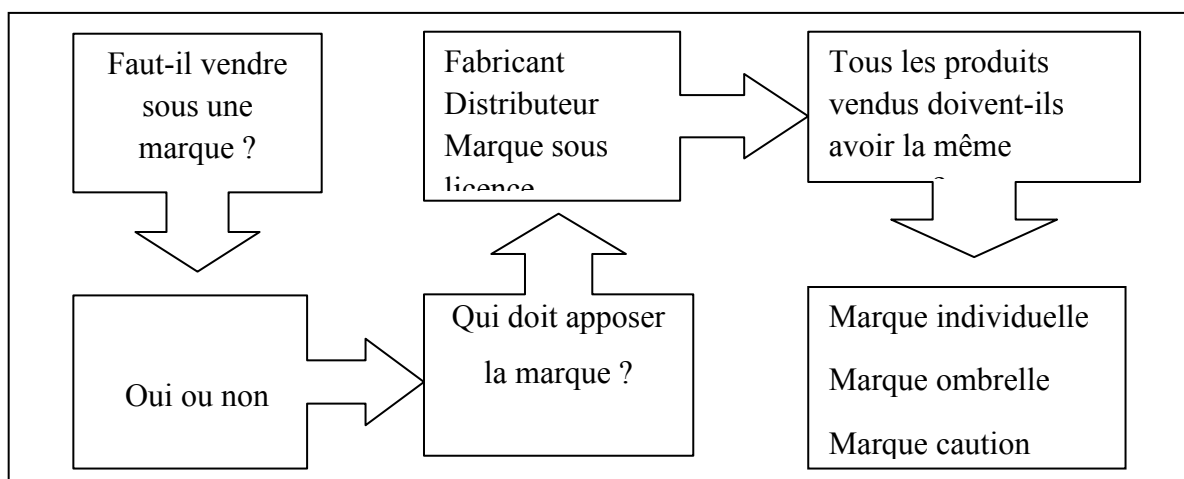 Faut-il vendre
sous une
marque ?
Oui ou non
Qui doit apposer
la marque ?
Fabricant
Distributeur
Marque sous
licence
Tous les produits
vendus doivent-ils
avoir la même
?
Marque individuelle
Marque ombrelle
Marque caution